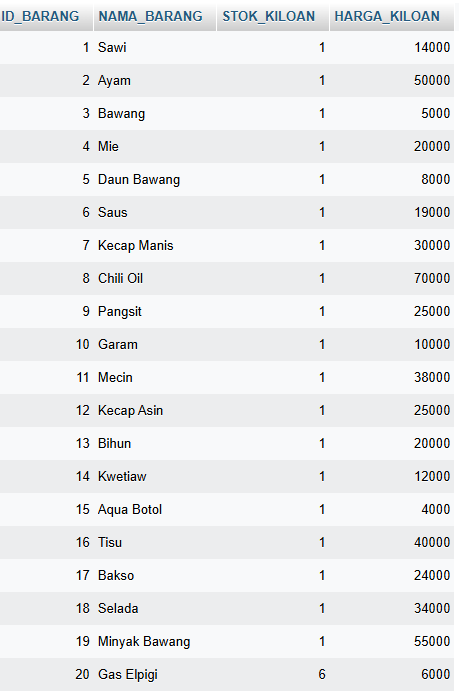 ID_BARANG NAMA_BARANG STOK_KILOAN HARGA_KILOAN
1 Sawi 1 14000
2 Ayam 1 50000
3 Bawang 1 5000
4 Mie 1 20000
5 Daun Bawang 1 8000
6 Saus 1 19000
7 Kecap Manis 1 30000
8 Chili Oil 1 70000
9 Pangsit 1 25000
10 Garam 1 10000
11 Mecin 1 38000
12 Kecap Asin 1 25000
13 Bihun 1 20000
14 Kwetiaw 1 12000
15 Aqua Botol 1 4000
16 Tisu 1 40000
17 Bakso 1 24000
18 Selada 1 34000
19 Minyak Bawang 1 55000
20 Gas Elpigi 6 6000